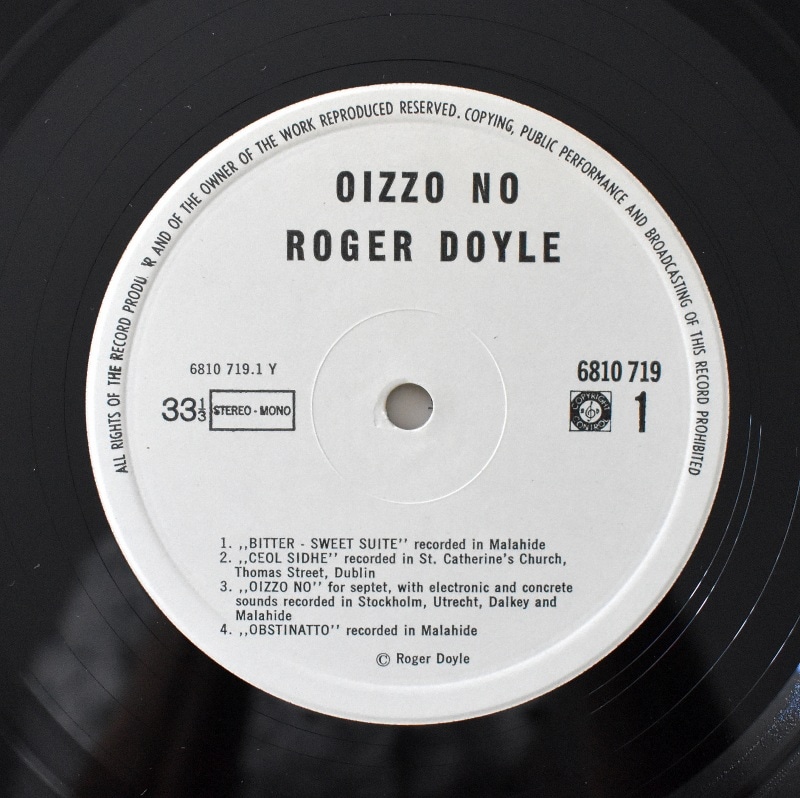 ALL RIGHTS OF THE RECORD PRODU 'R AND OF THE OWNER OF THE WORK REPRODUCED RESERVED. COPYING, PUBLIC PERFORMANCE AND BROADCASTING OF THIS RECORD PROHIBITED
OIZZO NO
ROGER DOYLE
6810 719.1 Y
6810 719
33⅓ STEREO - MONO
COPYRIGHT CONTROL
1
1. ,,BITTER - SWEET SUITE'' recorded in Malahide
2. ,,CEOL SIDHE'' recorded in St. Catherine's Church,
Thomas Street, Dublin
3. ,,OIZZO NO'' for septet, with electronic and concrete
sounds recorded in Stockholm, Utrecht, Dalkey and
Malahide
4. ,,OBSTINATTO'' recorded in Malahide
© Roger Doyle